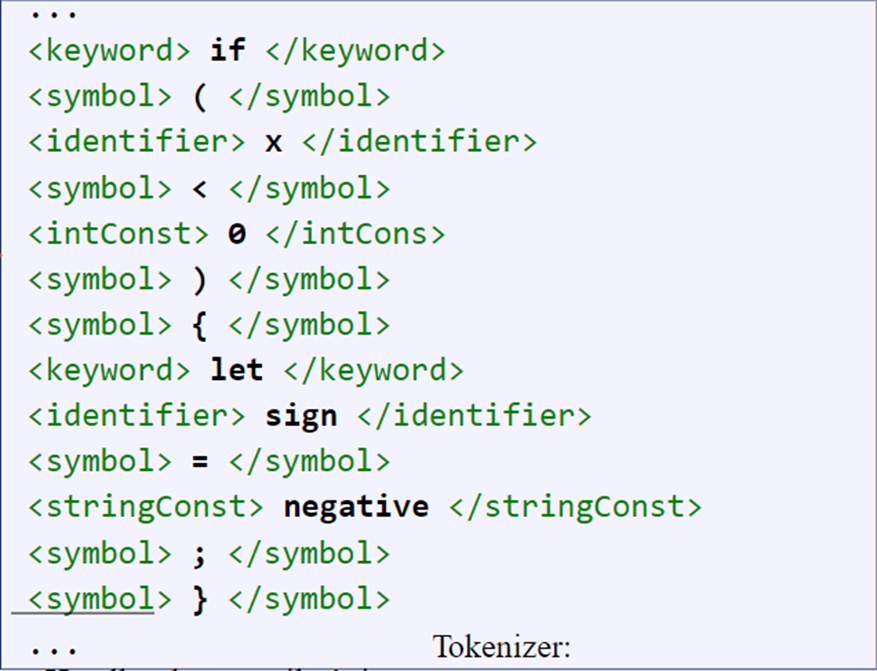 ...
<keyword> if </keyword>
<symbol> ( </symbol>
<identifier> x </identifier>
<symbol> < </symbol>
<intConst> 0 </intCons>
<symbol> ) </symbol>
<symbol> { </symbol>
<keyword> let </keyword>
<identifier> sign </identifier>
<symbol> = </symbol>
<stringConst> negative </stringConst>
<symbol> ; </symbol>
<symbol> } </symbol>
... Tokenizer: